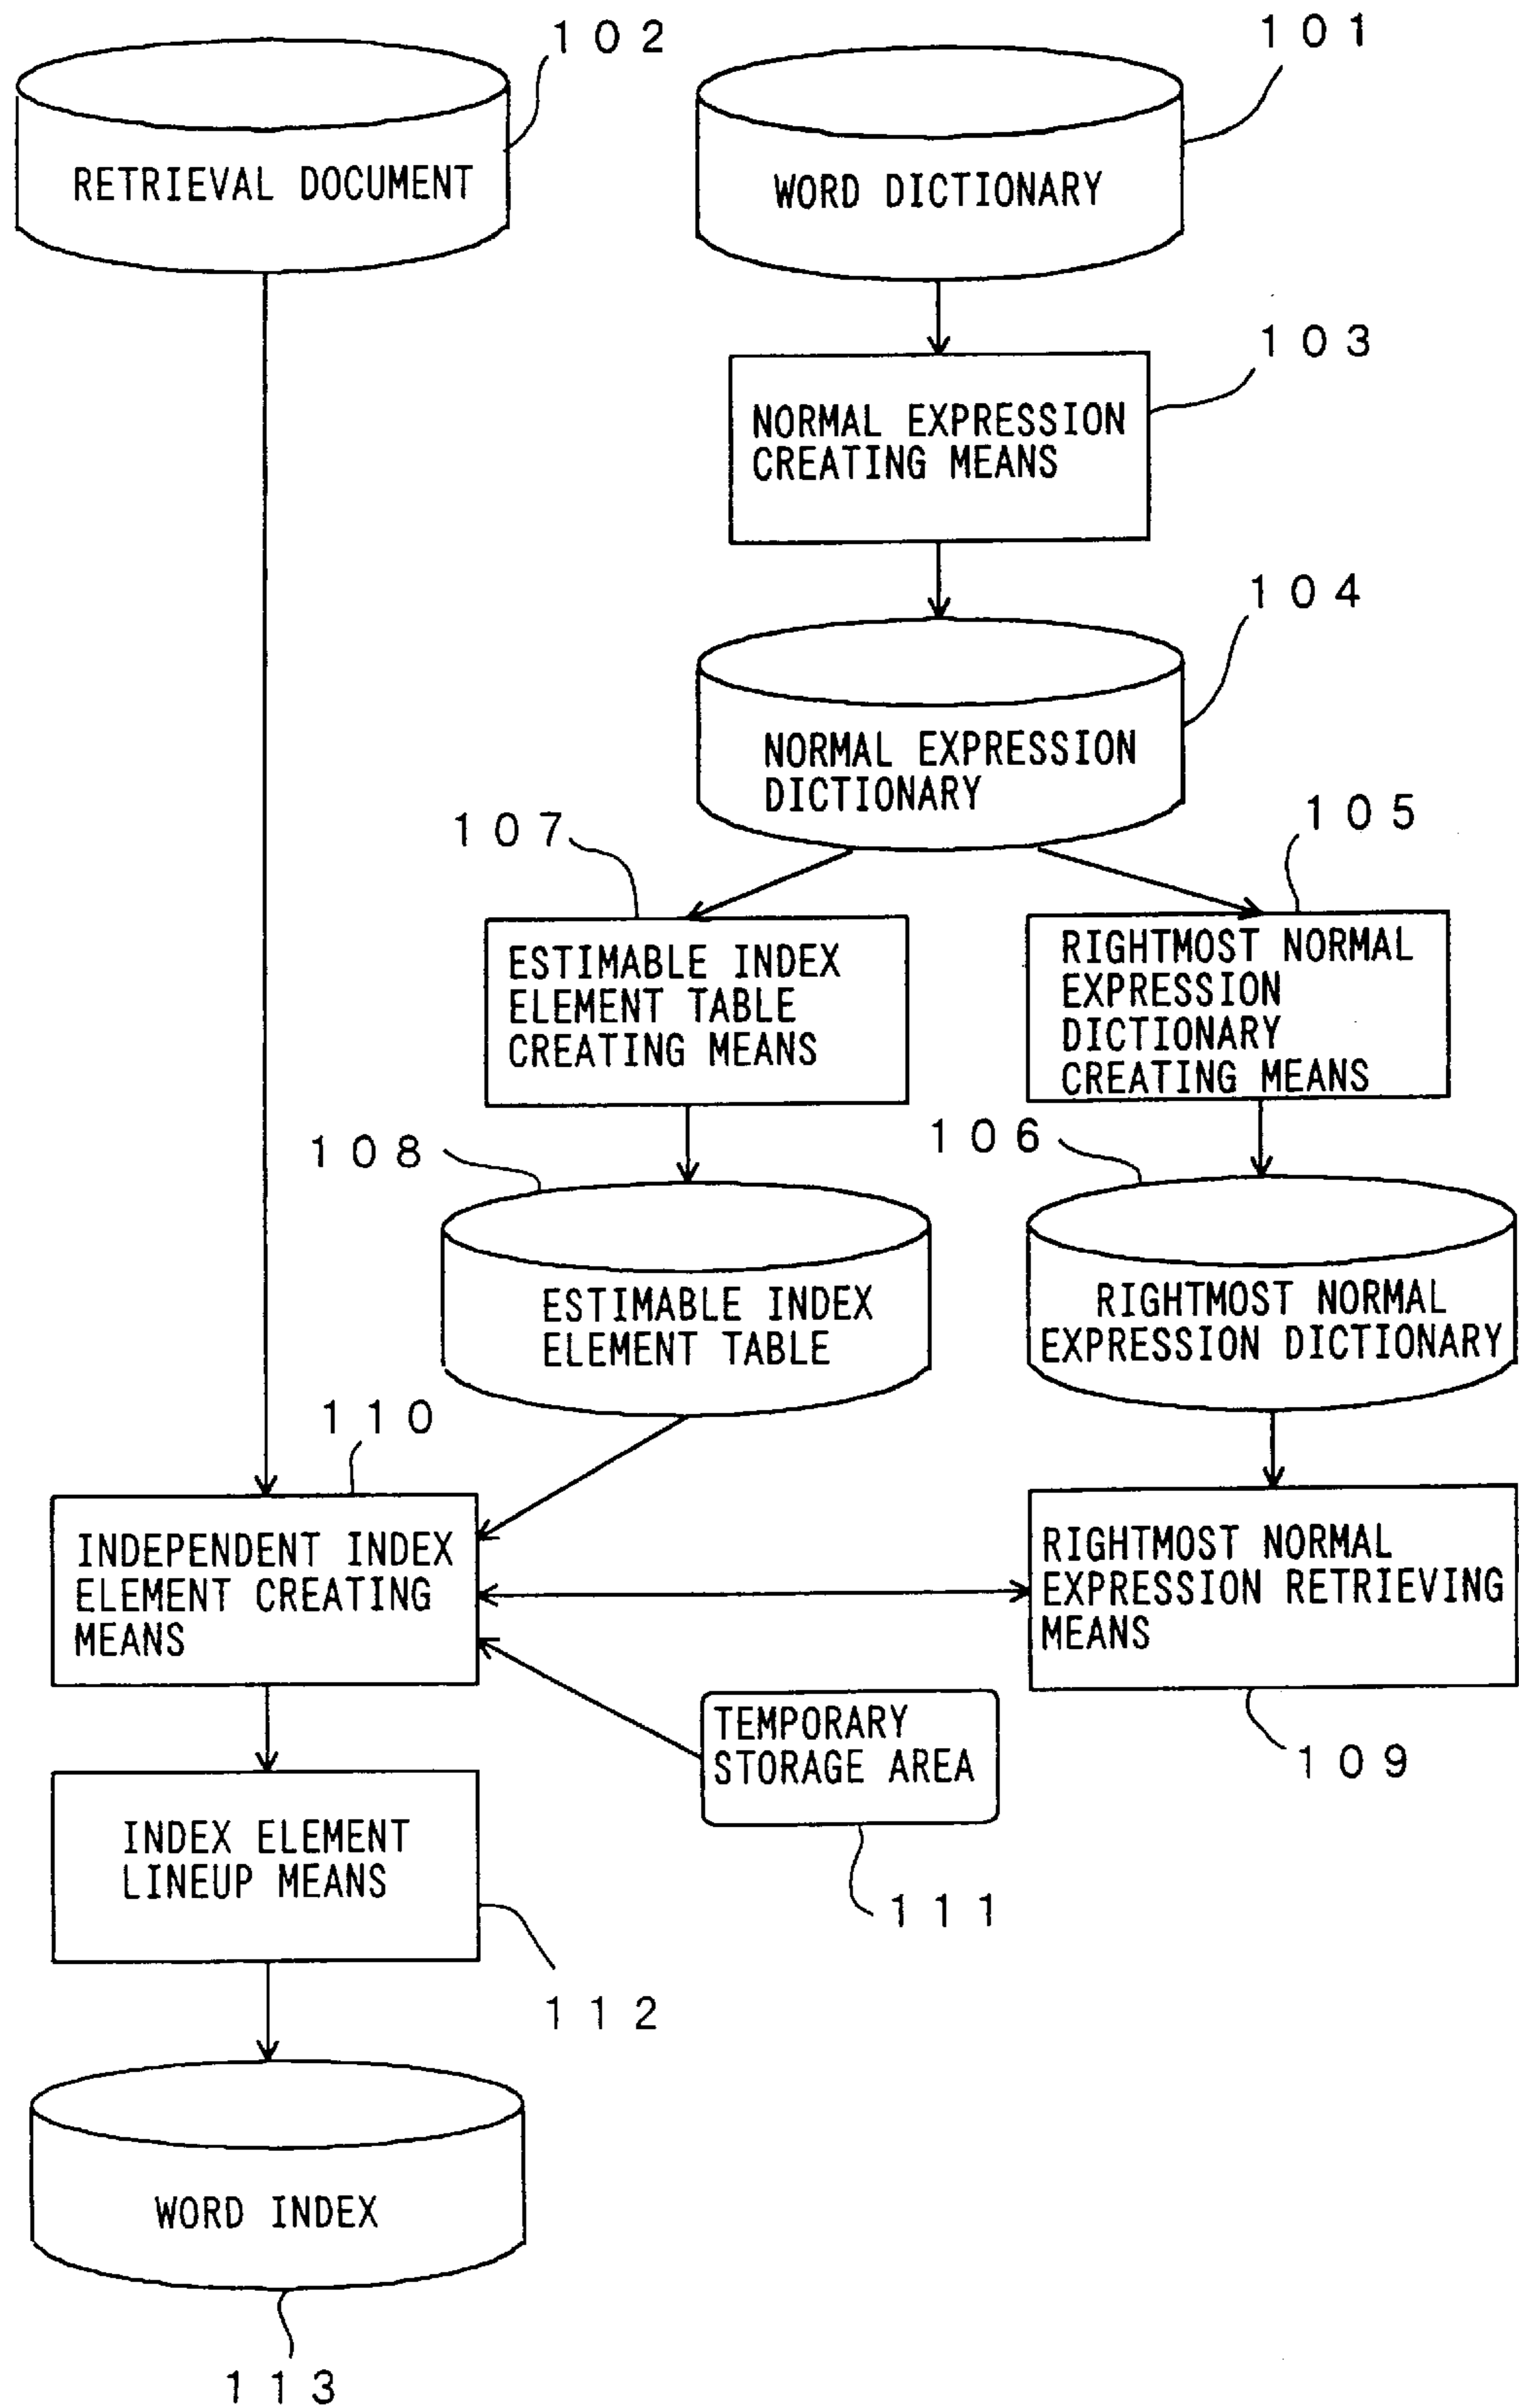 102
RETRIEVAL DOCUMENT
101
WORD DICTIONARY
103
NORMAL EXPRESSION
CREATING MEANS
104
NORMAL EXPRESSION
DICTIONARY
107
ESTIMABLE INDEX
ELEMENT TABLE
CREATING MEANS
105
RIGHTMOST NORMAL
EXPRESSION
DICTIONARY
CREATING MEANS
108
ESTIMABLE INDEX
ELEMENT TABLE
106
RIGHTMOST NORMAL
EXPRESSION DICTIONARY
110
INDEPENDENT INDEX
ELEMENT CREATING
MEANS
RIGHTMOST NORMAL
EXPRESSION RETRIEVING
MEANS
109
TEMPORARY
STORAGE AREA
111
INDEX ELEMENT
LINEUP MEANS
112
WORD INDEX
113